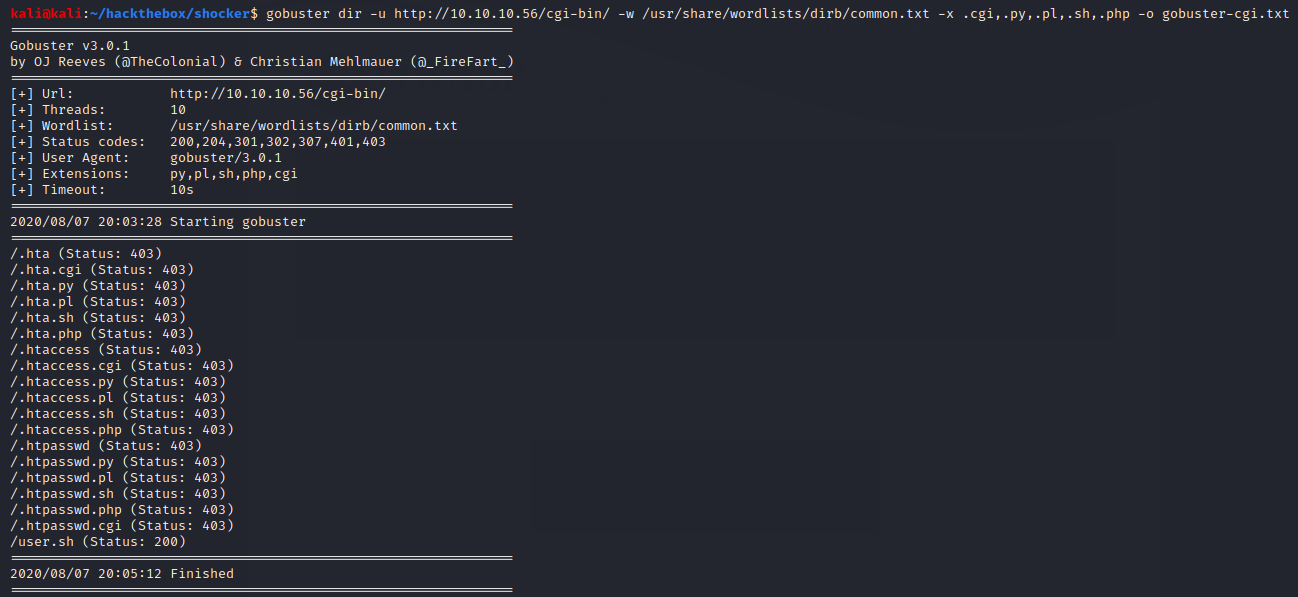 kali@kali:~/hackthebox/shocker$ gobuster dir -u http://10.10.10.56/cgi-bin/ -w /usr/share/wordlists/dirb/common.txt -x .cgi,.py,.pl,.sh,.php -o gobuster-cgi.txt
===============================================================
Gobuster v3.0.1
by OJ Reeves (@TheColonial) & Christian Mehlmauer (@_FireFart_)
===============================================================
[+] Url:            http://10.10.10.56/cgi-bin/
[+] Threads:        10
[+] Wordlist:       /usr/share/wordlists/dirb/common.txt
[+] Status codes:   200,204,301,302,307,401,403
[+] User Agent:     gobuster/3.0.1
[+] Extensions:     py,pl,sh,php,cgi
[+] Timeout:        10s
===============================================================
2020/08/07 20:03:28 Starting gobuster
===============================================================
/.hta (Status: 403)
/.hta.cgi (Status: 403)
/.hta.py (Status: 403)
/.hta.pl (Status: 403)
/.hta.sh (Status: 403)
/.hta.php (Status: 403)
/.htaccess (Status: 403)
/.htaccess.cgi (Status: 403)
/.htaccess.py (Status: 403)
/.htaccess.pl (Status: 403)
/.htaccess.sh (Status: 403)
/.htaccess.php (Status: 403)
/.htpasswd (Status: 403)
/.htpasswd.py (Status: 403)
/.htpasswd.pl (Status: 403)
/.htpasswd.sh (Status: 403)
/.htpasswd.php (Status: 403)
/.htpasswd.cgi (Status: 403)
/user.sh (Status: 200)
===============================================================
2020/08/07 20:05:12 Finished
===============================================================